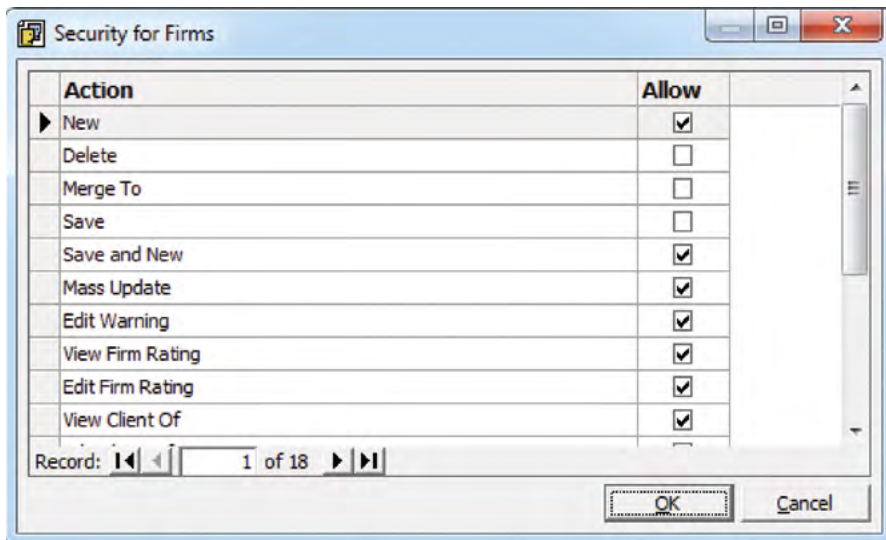 Security for Firms
Action Allow
New
Delete
Merge To
Save
Save and New
Mass Update
Edit Warning
View Firm Rating
Edit Firm Rating
View Client Of
Record: 1 of 18
OK Cancel